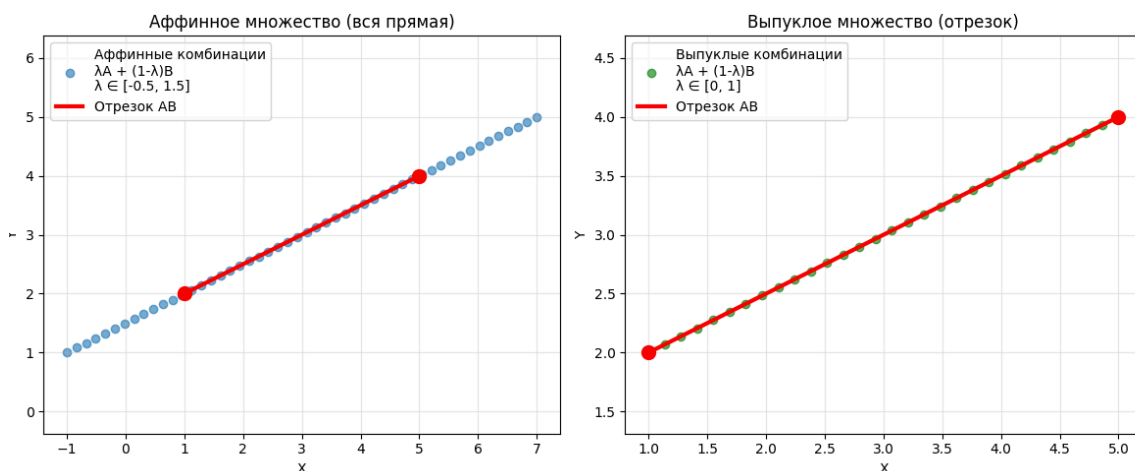 Аффинное множество (вся прямая)
Аффинные комбинации
λA + (1-λ)B
λ ∈ [-0.5, 1.5]
Отрезок AB
6
5
4
3
2
1
0
−1
0
1
2
3
4
5
6
7
X
Выпуклое множество (отрезок)
Выпуклые комбинации
λA + (1-λ)B
λ ∈ [0, 1]
Отрезок AB
Y
4.5
4.0
3.5
3.0
2.5
2.0
1.5
1.0
1.5
2.0
2.5
3.0
3.5
4.0
4.5
5.0
X